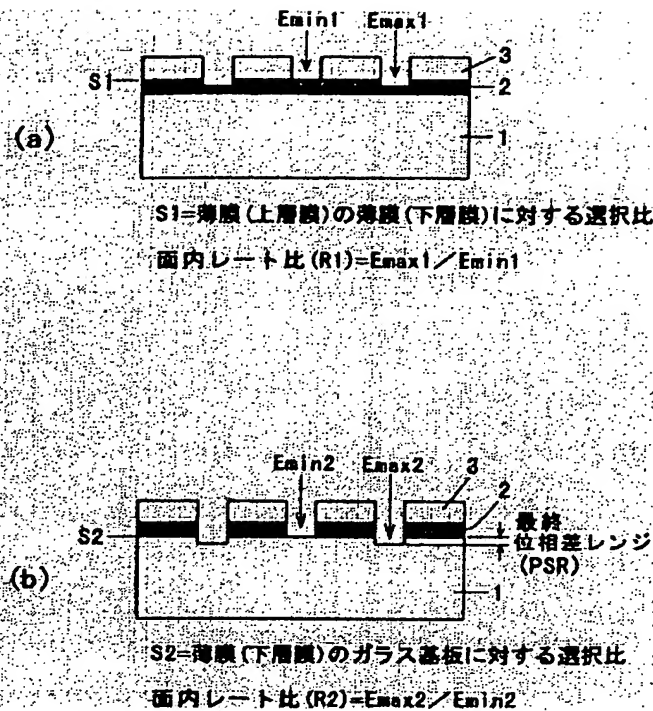 Emin1 Emax1
3
S1
2
(a)
1
S1=薄膜(上層膜)の薄膜(下層膜)に対する選択比
面内レート比(R1)=Emax1/Emin1
Emin2 Emax2 3
2
S2
最終
位相差レンジ
(PSR)
(b)
1
S2=薄膜(下層膜)のガラス基板に対する選択比
面内レート比(R2)=Emax2/Emin2